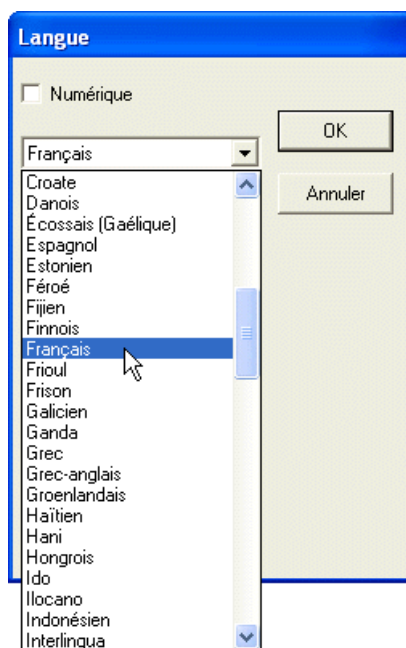 Langue
Numérique
OK
Français
Annuler
Croate
Danois
Écossais (Gaélique)
Espagnol
Estonien
Féroé
Fijien
Finnois
Français
Frioul
Frison
Galicien
Ganda
Grec
Grec-anglais
Groenlandais
Haïtien
Hani
Hongrois
Ido
Ilocano
Indonésien
Interlingua